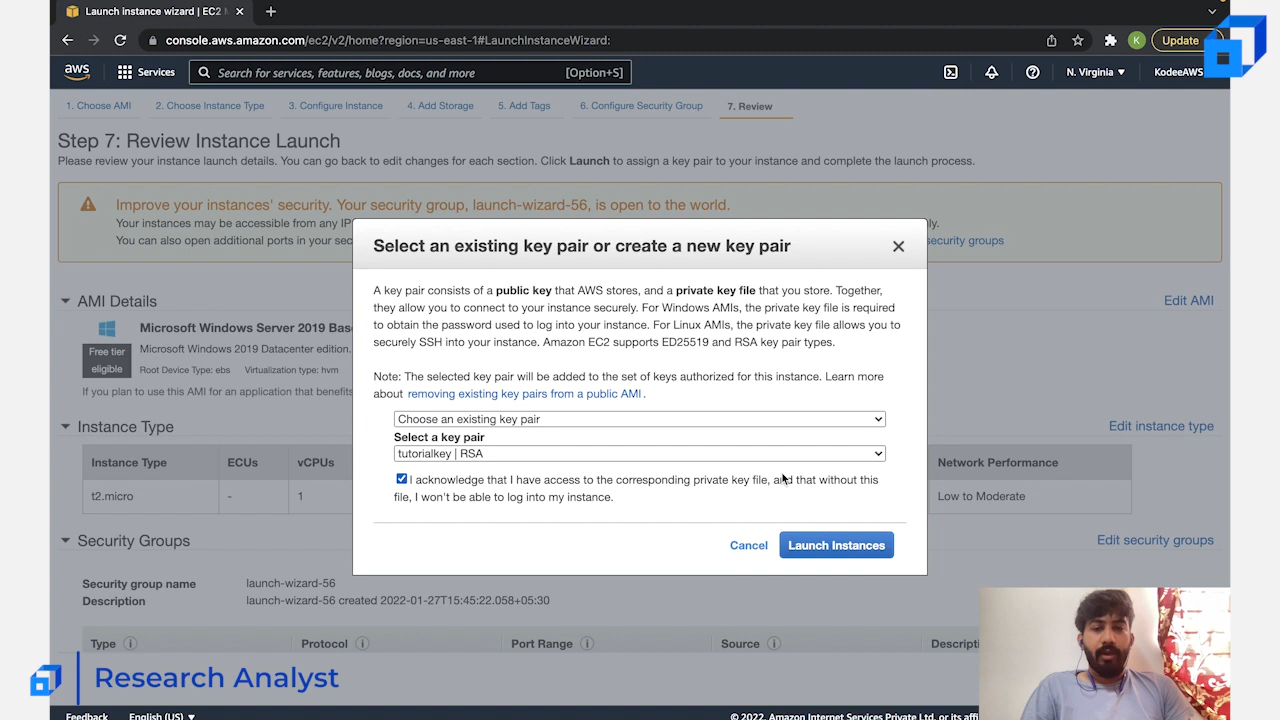 Launch instance wizard | EC2
console.aws.amazon.com/ec2/v2/home?region=us-east-1#LaunchInstanceWizard:
K
Update
aws
Services
Search for services, features, blogs, docs, and more
[Option+S]
N. Virginia
KodeeAWS
1. Choose AMI
2. Choose Instance Type
3. Configure Instance
4. Add Storage
5. Add Tags
6. Configure Security Group
7. Review
Step 7: Review Instance Launch
Please review your instance launch details. You can go back to edit changes for each section. Click Launch to assign a key pair to your instance and complete the launch process.
Improve your instances' security. Your security group, launch-wizard-56, is open to the world.
Your instances may be accessible from any IP
You can also open additional ports in your
security groups
Select an existing key pair or create a new key pair
A key pair consists of a public key that AWS stores, and a private key file that you store. Together,
they allow you to connect to your instance securely. For Windows AMIs, the private key file is required
to obtain the password used to log into your instance. For Linux AMIs, the private key file allows you to
securely SSH into your instance. Amazon EC2 supports ED25519 and RSA key pair types.
Note: The selected key pair will be added to the set of keys authorized for this instance. Learn more
about removing existing key pairs from a public AMI .
Choose an existing key pair
Select a key pair
tutorialkey | RSA
I acknowledge that I have access to the corresponding private key file, and that without this
file, I won't be able to log into my instance.
Cancel
Launch Instances
AMI Details
Edit AMI
Microsoft Windows Server 2019 Bas
Free tier
eligible
Microsoft Windows 2019 Datacenter edition.
Root Device Type: ebs
Virtualization type: hvm
If you plan to use this AMI for an application that benefits
Instance Type
Edit instance type
Instance Type
ECUs
vCPUs
Network Performance
t2.micro
-
1
Low to Moderate
Security Groups
Edit security groups
Security group name
launch-wizard-56
Description
launch-wizard-56 created 2022-01-27T15:45:22.058+05:30
Type
Protocol
Port Range
Source
Descripti
Research Analyst
Feedback
English (US)
© 2022, Amazon Internet Services Private Ltd. or its affil